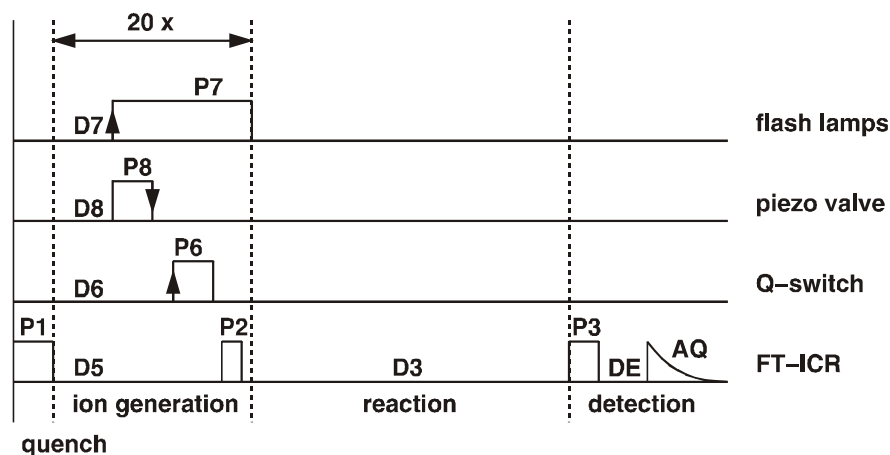 20 x
P7
D7
flash lamps
P8
D8
piezo valve
P6
D6
Q–switch
P1 P2 P3
D5 D3 DE AQ FT–ICR
ion generation reaction detection
quench